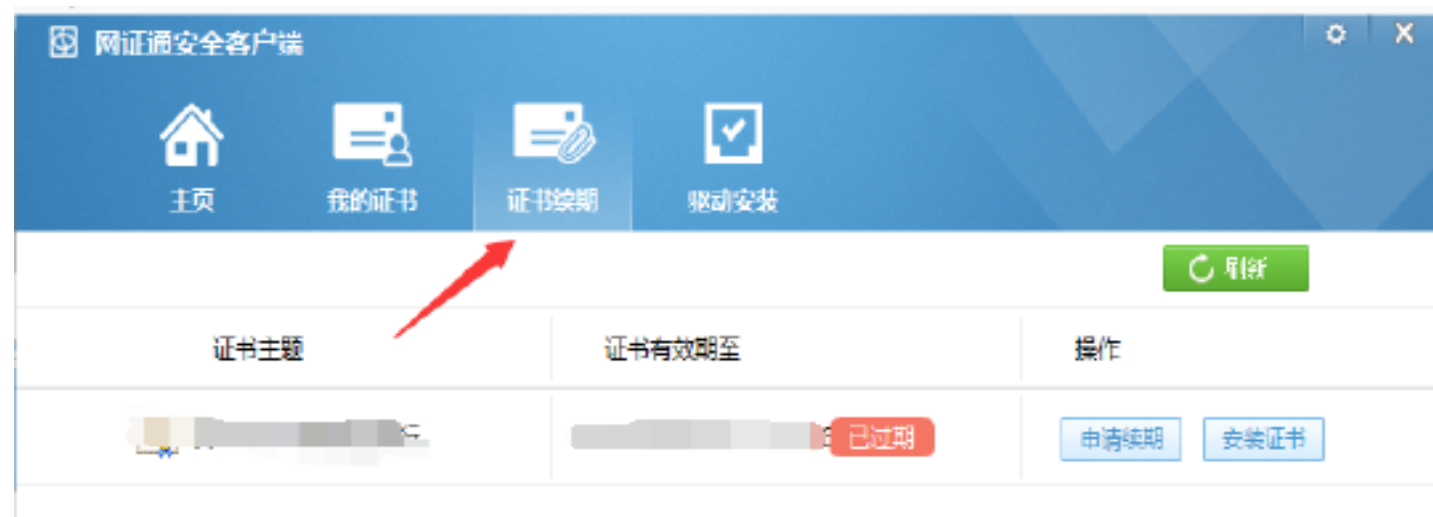 网证通安全客户端
主页 我的证书 证书续期 驱动安装
刷新
证书主题 证书有效期至 操作
已过期 申请续期 安装证书